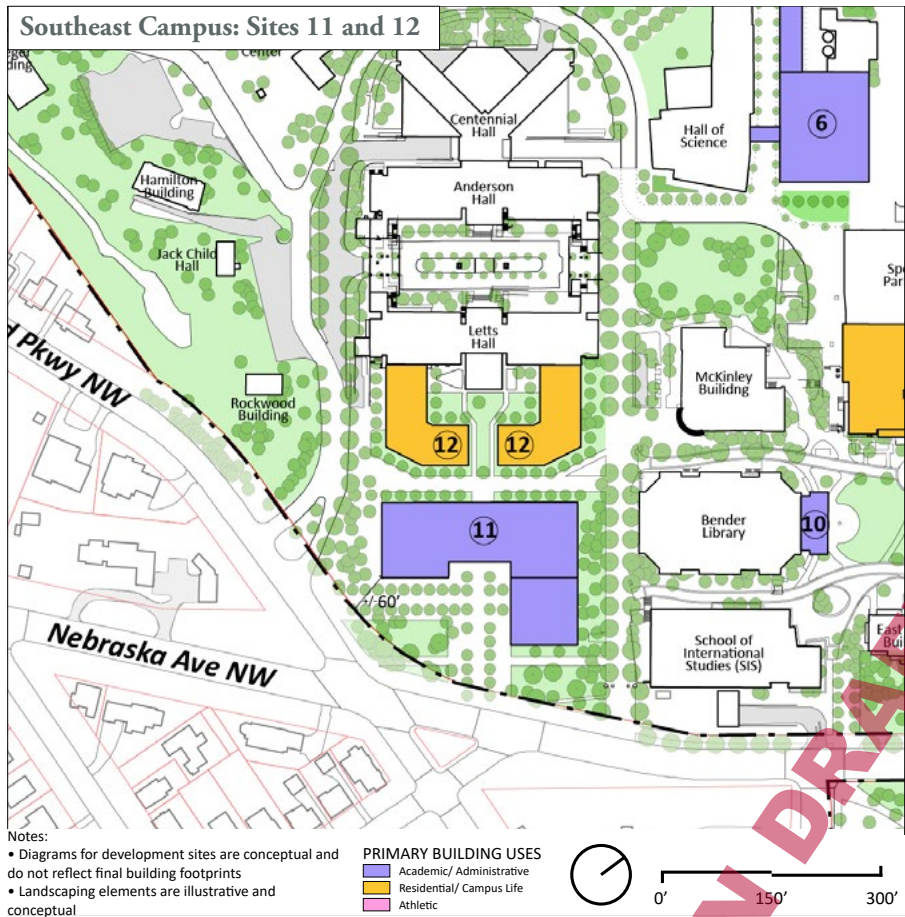 Southeast Campus: Sites 11 and 12
Center
Centennial
Hall
Hall of
Science
6
Hamilton
Building
Anderson
Hall
Jack Child
Hall
Letts
Hall
McKinley
Builidng
Pkwy NW
Rockwood
Building
12
12
11
Bender
Library
10
+/-60'
Nebraska Ave NW
School of
International
Studies (SIS)
East
Notes:
• Diagrams for development sites are conceptual and
do not reflect final building footprints
• Landscaping elements are illustrative and
conceptual
PRIMARY BUILDING USES
Academic/ Administrative
Residential/ Campus Life
Athletic
0'
150'
300'